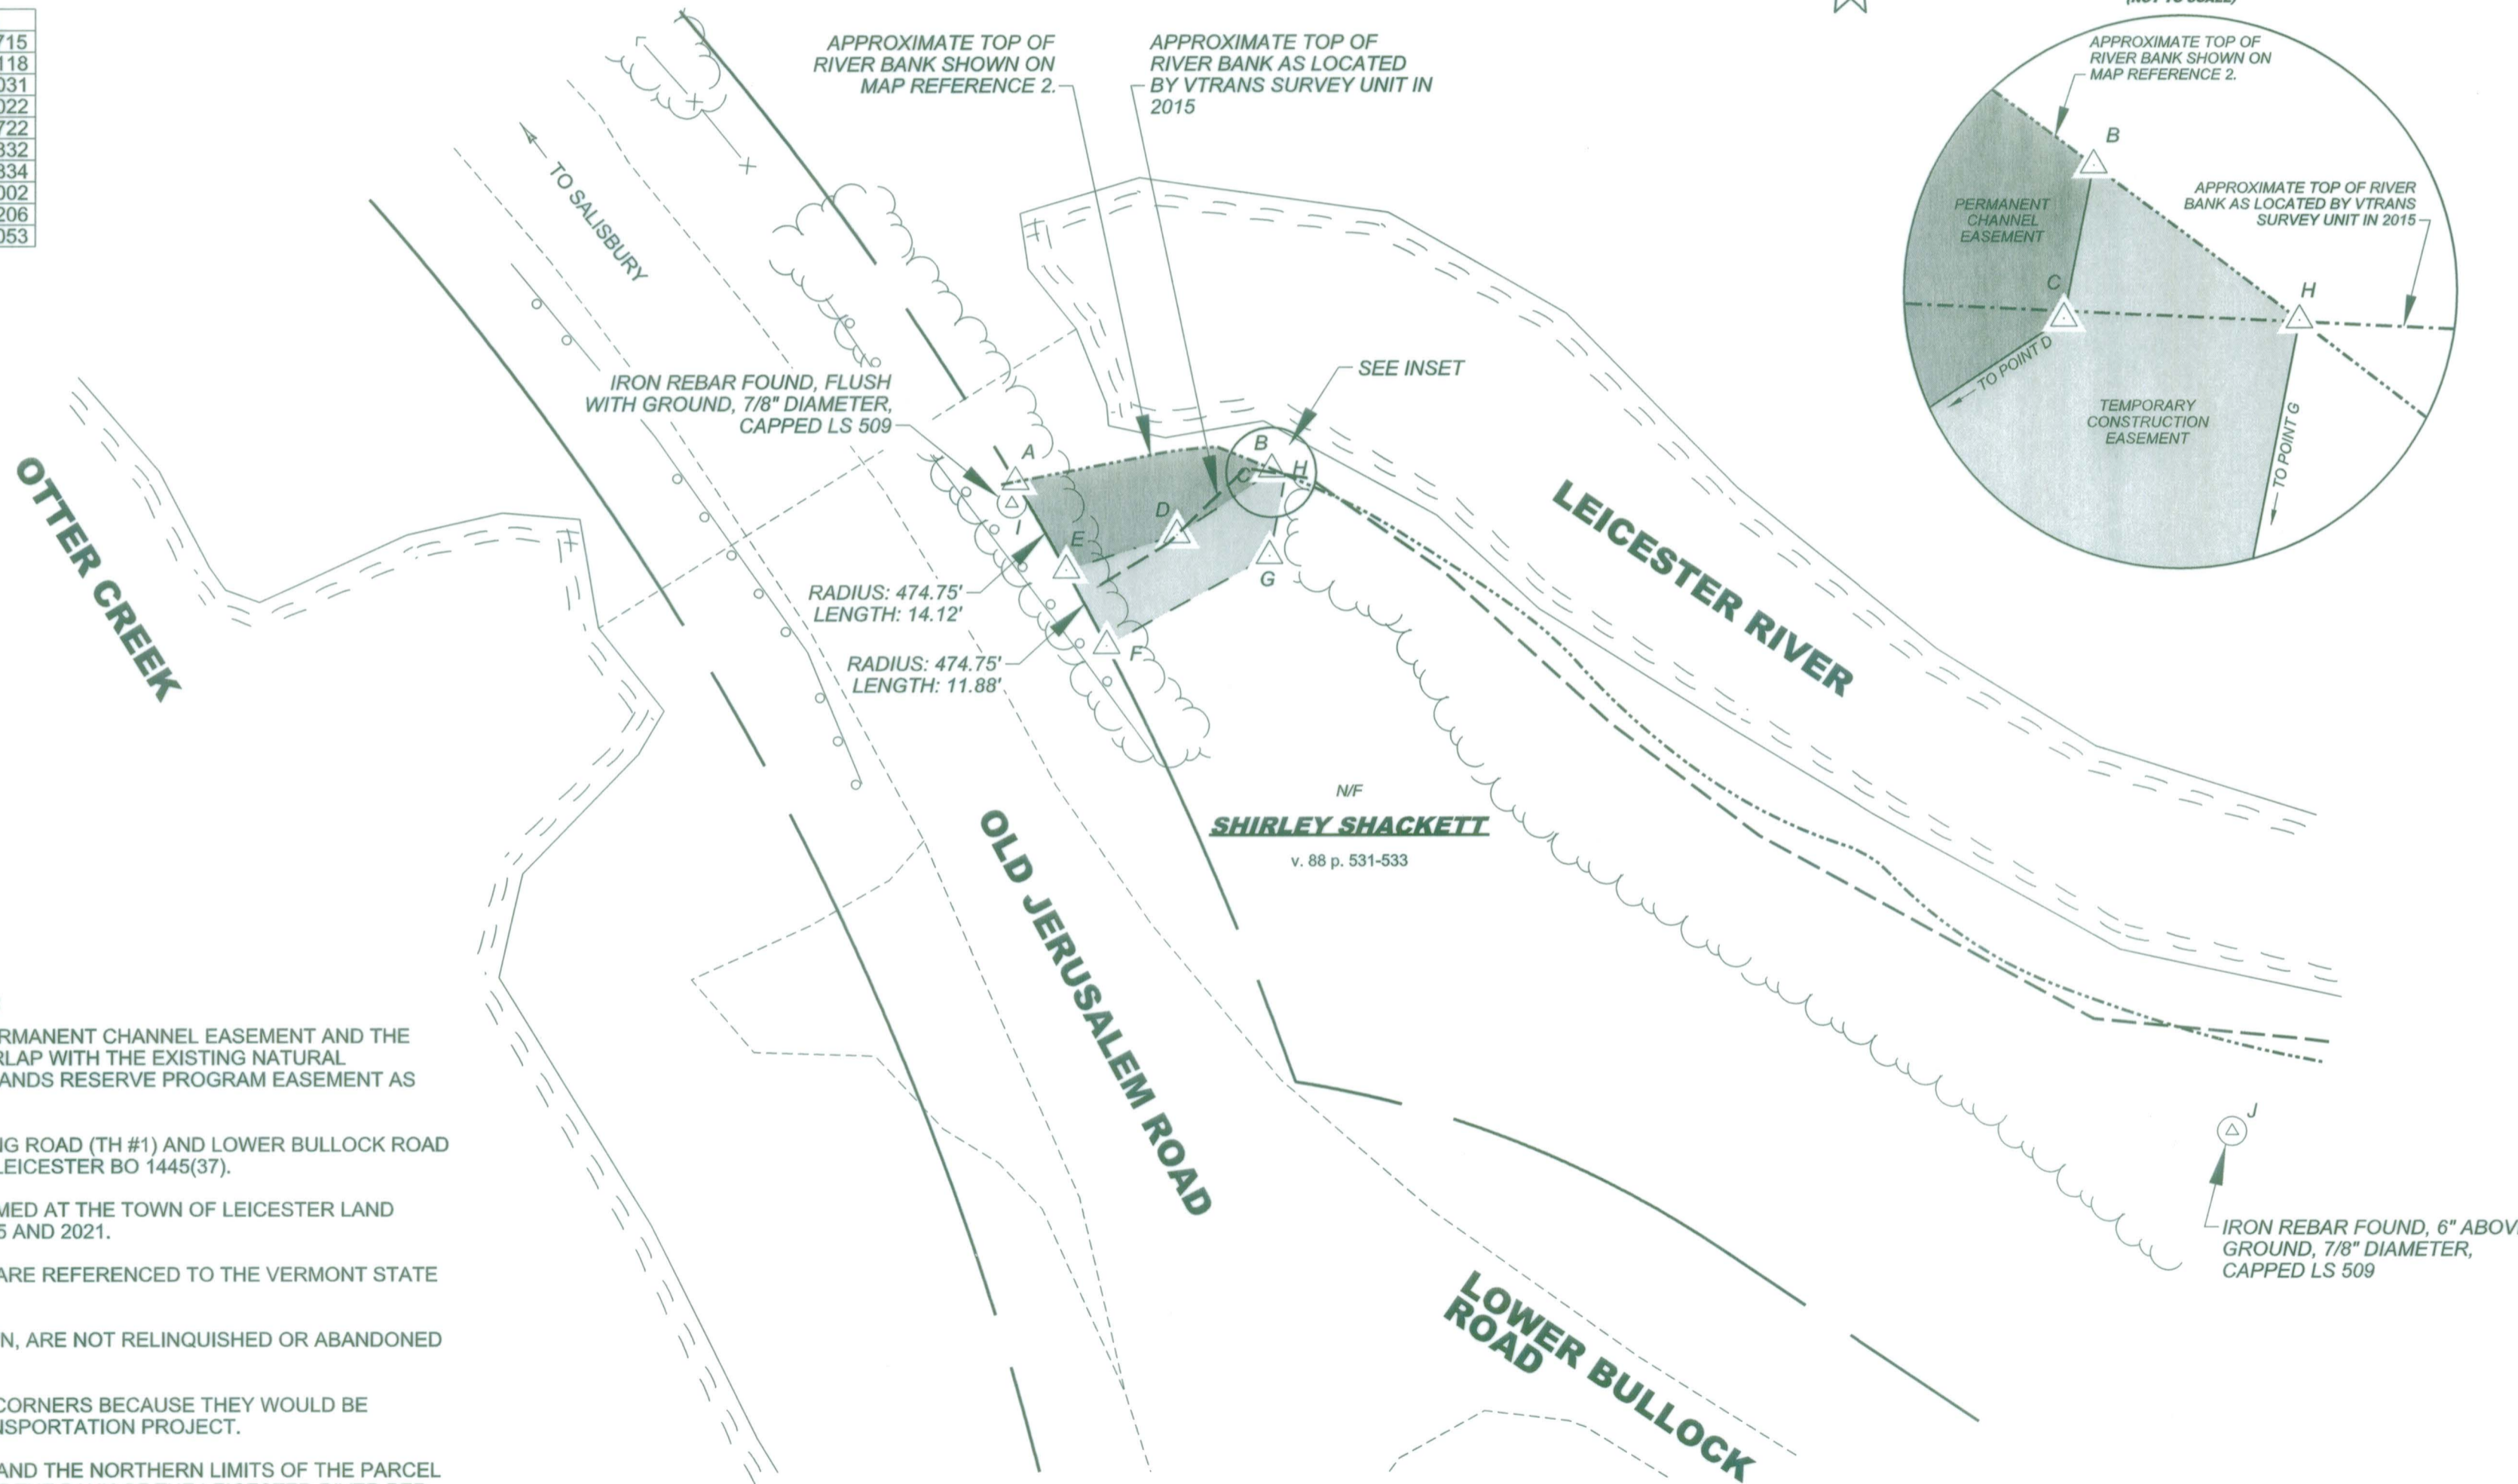 715
118
031
022
722
332
334
002
206
053
APPROXIMATE TOP OF
RIVER BANK SHOWN ON
MAP REFERENCE 2.
APPROXIMATE TOP OF
RIVER BANK AS LOCATED
BY VTRANS SURVEY UNIT IN
2015
(NOT TO SCALE)
APPROXIMATE TOP OF
RIVER BANK SHOWN ON
MAP REFERENCE 2.
B
APPROXIMATE TOP OF RIVER
BANK AS LOCATED BY VTRANS
SURVEY UNIT IN 2015
PERMANENT
CHANNEL
EASEMENT
C
H
TO POINT D
TEMPORARY
CONSTRUCTION
EASEMENT
TO POINT G
TO SALISBURY
IRON REBAR FOUND, FLUSH
WITH GROUND, 7/8" DIAMETER,
CAPPED LS 509
SEE INSET
A
B
C
H
D
E
I
G
F
RADIUS: 474.75'
LENGTH: 14.12'
RADIUS: 474.75'
LENGTH: 11.88'
OTTER CREEK
LEICESTER RIVER
N/F
SHIRLEY SHACKETT
v. 88 p. 531-533
OLD JERUSALEM ROAD
LOWER BULLOCK
ROAD
J
IRON REBAR FOUND, 6" ABOV
GROUND, 7/8" DIAMETER,
CAPPED LS 509
RMANENT CHANNEL EASEMENT AND THE
RLAP WITH THE EXISTING NATURAL
ANDS RESERVE PROGRAM EASEMENT AS
NG ROAD (TH #1) AND LOWER BULLOCK ROAD
LEICESTER BO 1445(37).
MED AT THE TOWN OF LEICESTER LAND
5 AND 2021.
ARE REFERENCED TO THE VERMONT STATE
N, ARE NOT RELINQUISHED OR ABANDONED
CORNERS BECAUSE THEY WOULD BE
NSPORTATION PROJECT.
AND THE NORTHERN LIMITS OF THE PARCEL